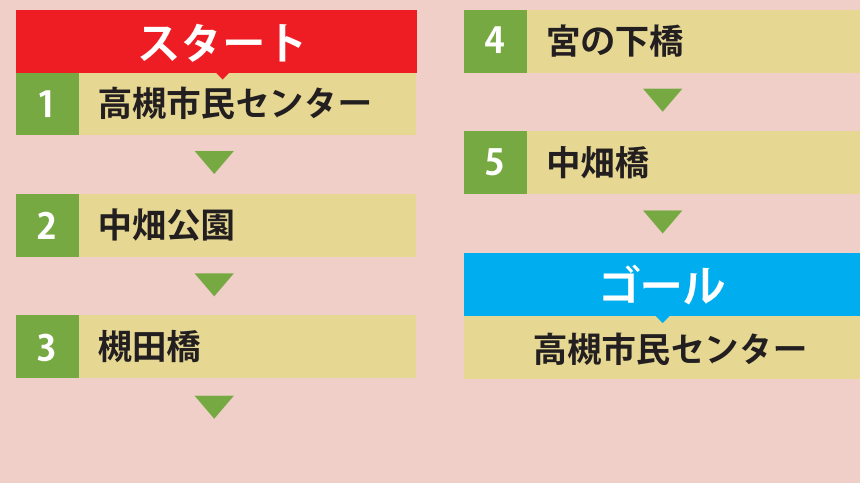 スタート
1 高槻市民センター
2 中畑公園
3 槻田橋
4 宮の下橋
5 中畑橋
ゴール
高槻市民センター